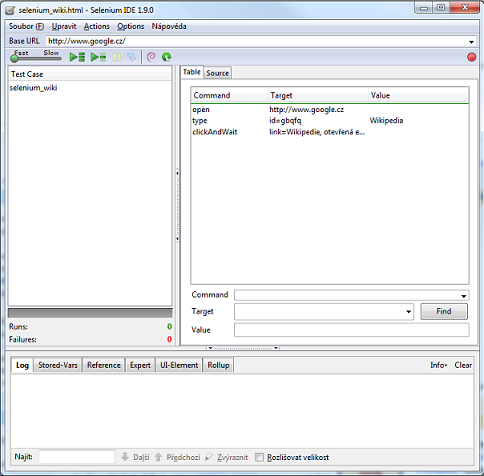 selenium_wiki.html - Selenium IDE 1.9.0
Soubor (F) Upravit Actions Options Nápověda
Base URL http://www.google.cz/
Fast Slow
Test Case
selenium_wiki
Table Source
Command Target Value
open http://www.google.cz
type id=gbqfq Wikipedia
clickAndWait link=Wikipedie, otevřená e...
Command
Target Find
Value
Runs: 0
Failures: 0
Log Stored-Vars Reference Expert UI-Element Rollup Info Clear
Najít: Další Předchozí Zvýraznit Rozlišovat velikost